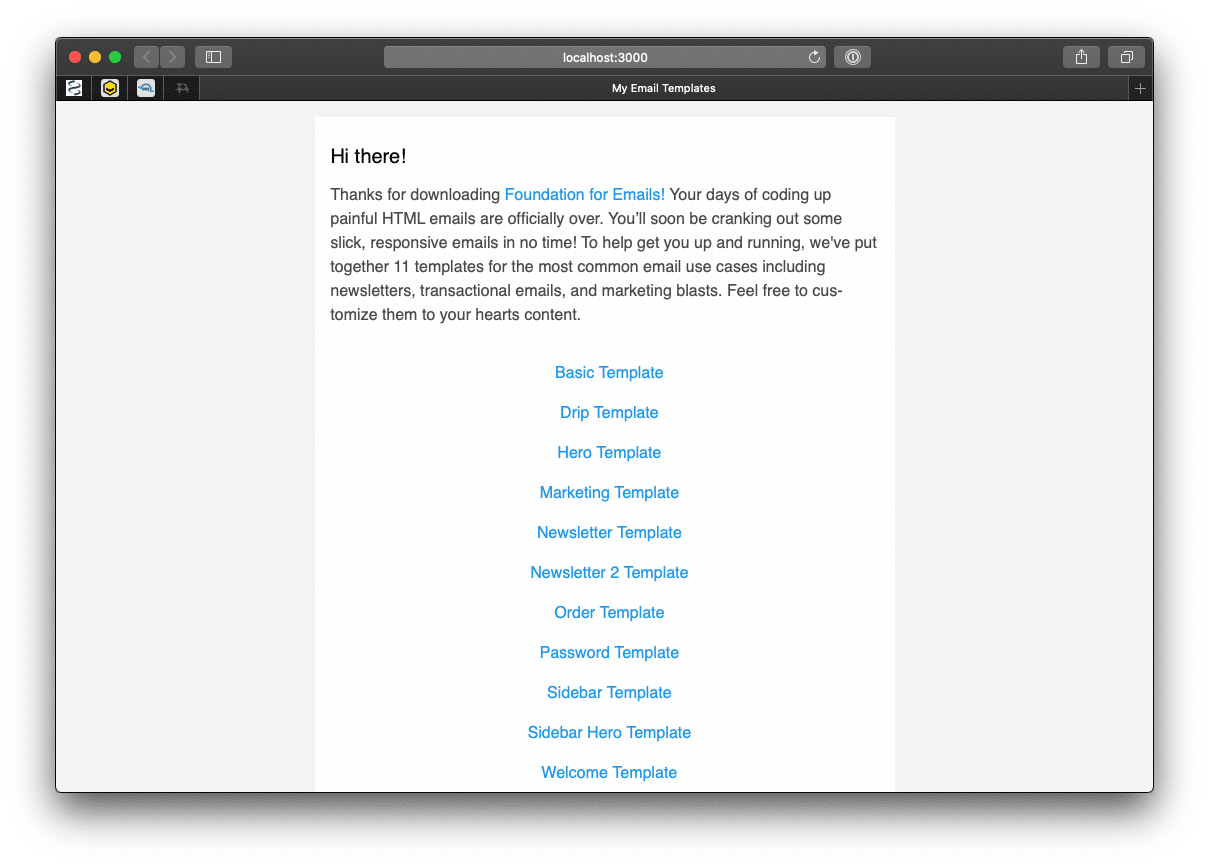 localhost:3000
My Email Templates
Hi there!
Thanks for downloading Foundation for Emails! Your days of coding up
painful HTML emails are officially over. You’ll soon be cranking out some
slick, responsive emails in no time! To help get you up and running, we've put
together 11 templates for the most common email use cases including
newsletters, transactional emails, and marketing blasts. Feel free to cus-
tomize them to your hearts content.
Basic Template
Drip Template
Hero Template
Marketing Template
Newsletter Template
Newsletter 2 Template
Order Template
Password Template
Sidebar Template
Sidebar Hero Template
Welcome Template